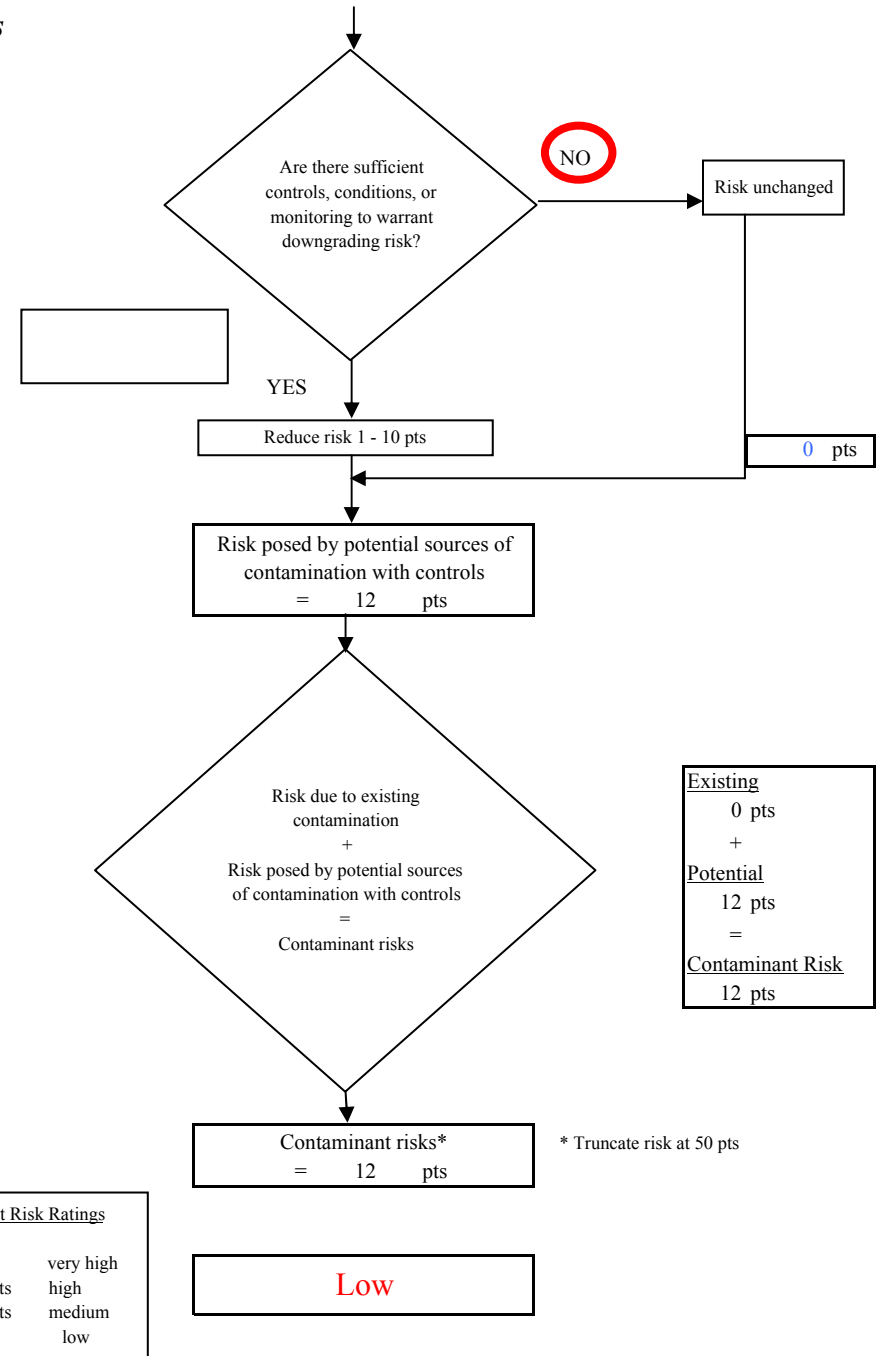 Are there sufficient
controls, conditions, or
monitoring to warrant
downgrading risk?
NO
Risk unchanged
YES
Reduce risk 1 - 10 pts
0 pts
Risk posed by potential sources of
contamination with controls
= 12 pts
Risk due to existing
contamination
+
Risk posed by potential sources
of contamination with controls
=
Contaminant risks
Existing
0 pts
+
Potential
12 pts
=
Contaminant Risk
12 pts
Contaminant risks*
= 12 pts
* Truncate risk at 50 pts
Risk Ratings
very high
high
medium
low
Low